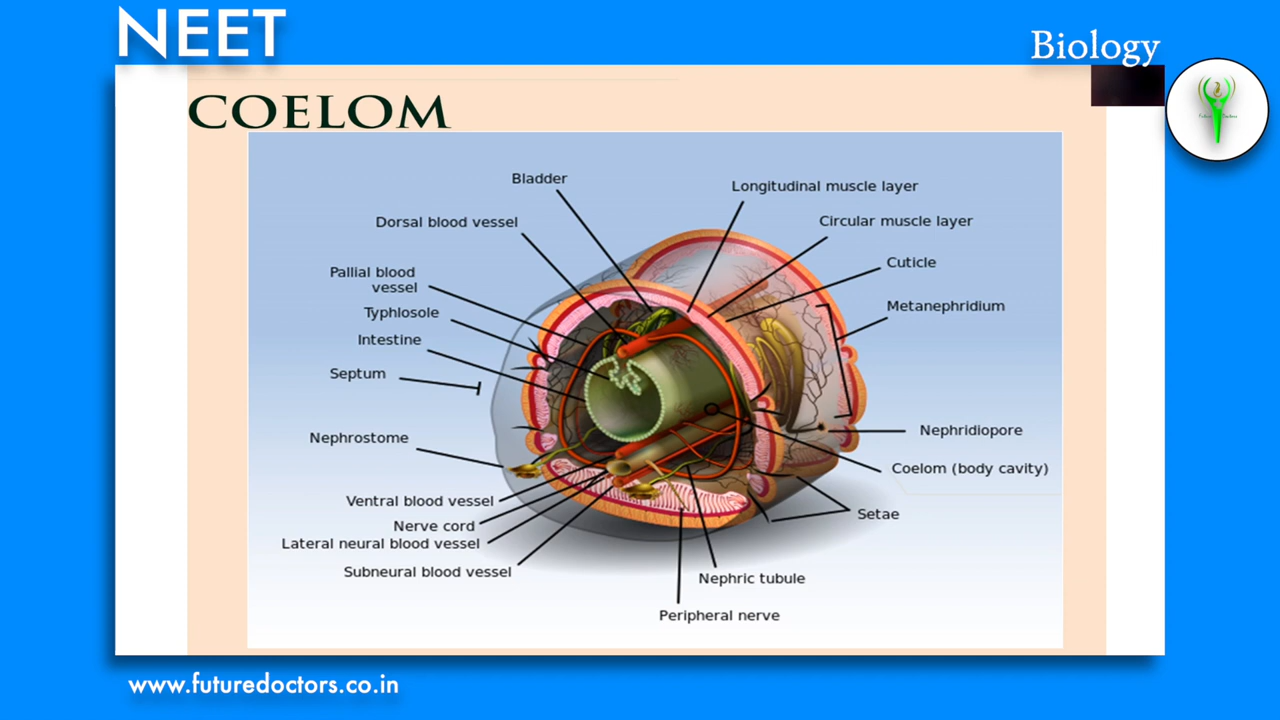 NEET
Biology
COELOM
Bladder
Longitudinal muscle layer
Dorsal blood vessel
Circular muscle layer
Pallial blood
vessel
Cuticle
Typhlosole
Metanephridium
Intestine
Septum
Nephrostome
Nephridiopore
Coelom (body cavity)
Ventral blood vessel
Nerve cord
Setae
Lateral neural blood vessel
Subneural blood vessel
Nephric tubule
Peripheral nerve
www.futuredoctors.co.in